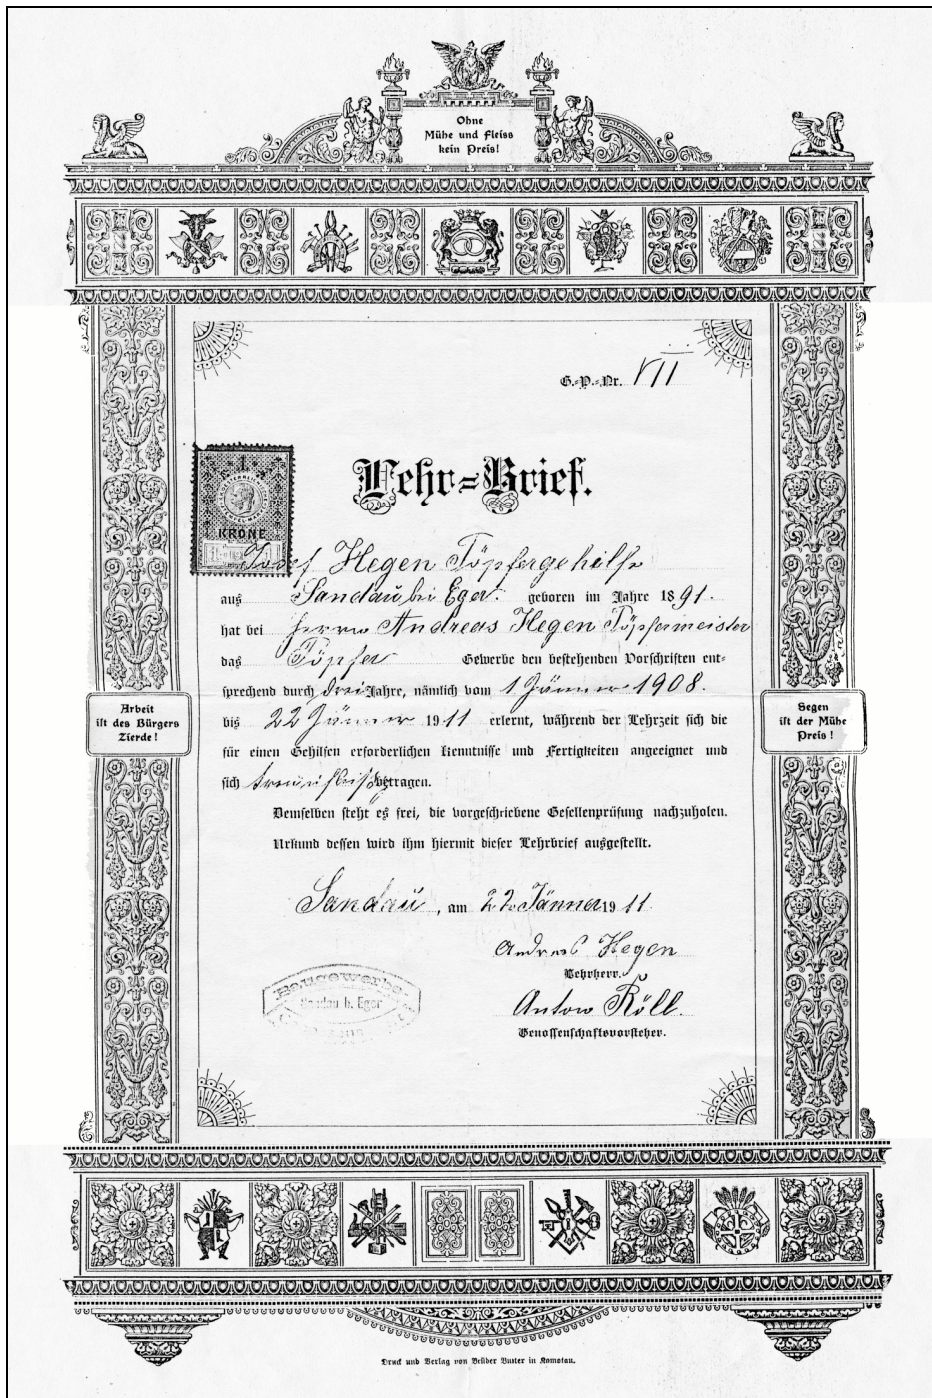 Ohne
Mühe und Fleiss
kein Preis!
G.-P.-Nr. VII
1
KRONE
Lehr-Brief.
Josef Hegen Töpfergehilfe
aus Sandau bei Eger. geboren im Jahre 1891.
hat bei Herrn Andreas Hegen Töpfermeister
das Töpfer Gewerbe den bestehenden Vorschriften ent-
sprechend durch drei Jahre, nämlich vom 1 Jänner 1908.
bis 22 Jänner 1911 erlernt, während der Lehrzeit sich die
für einen Gehilfen erforderlichen Kenntnisse und Fertigkeiten angeeignet und
sich treu u. fleißig betragen.
Demselben steht es frei, die vorgeschriebene Gesellenprüfung nachzuholen.
Urkund dessen wird ihm hiermit dieser Lehrbrief ausgestellt.
Arbeit
ist des Bürgers
Zierde!
Segen
ist der Mühe
Preis!
Sandau, am 22. Jänner 1911
Andreas Hegen
Lehrherr.
Anton Röll.
Genossenschaftsvorsteher.
Baugewerbe
Sandau b. Eger
Druck und Verlag von Brüder Butter in Komotau.